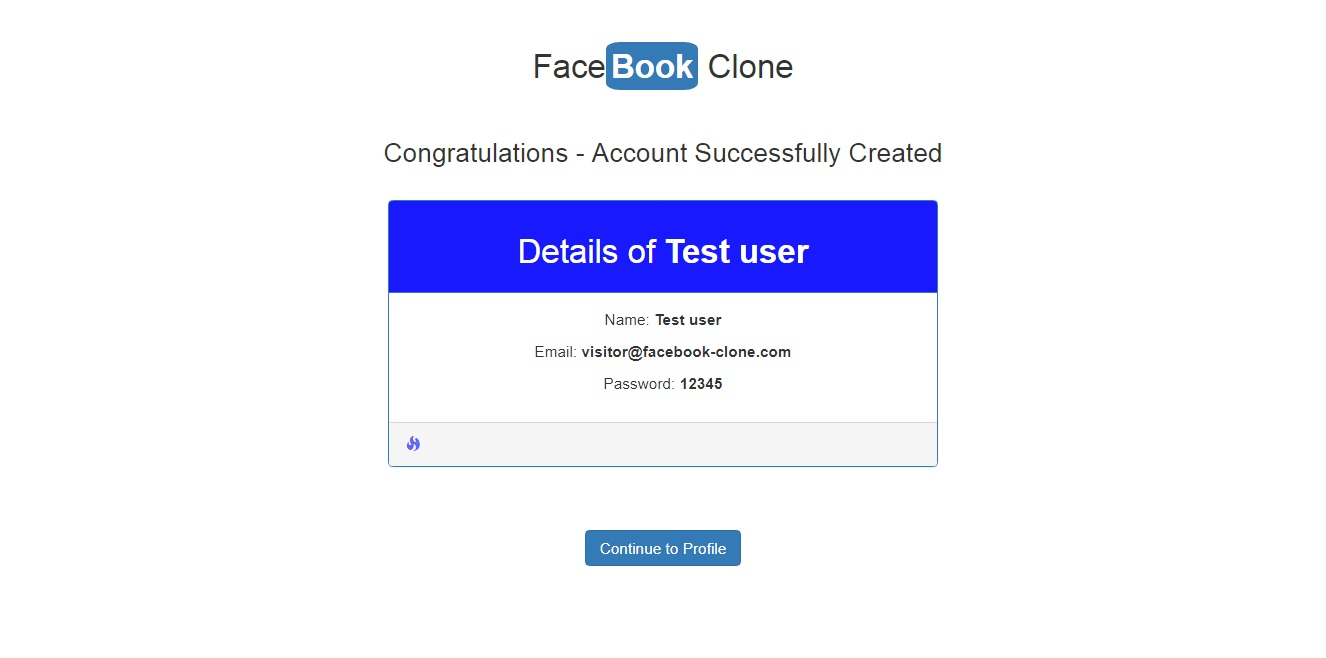 FaceBook Clone
Congratulations - Account Successfully Created
Details of Test user
Name: Test user
Email: visitor@facebook-clone.com
Password: 12345
Continue to Profile